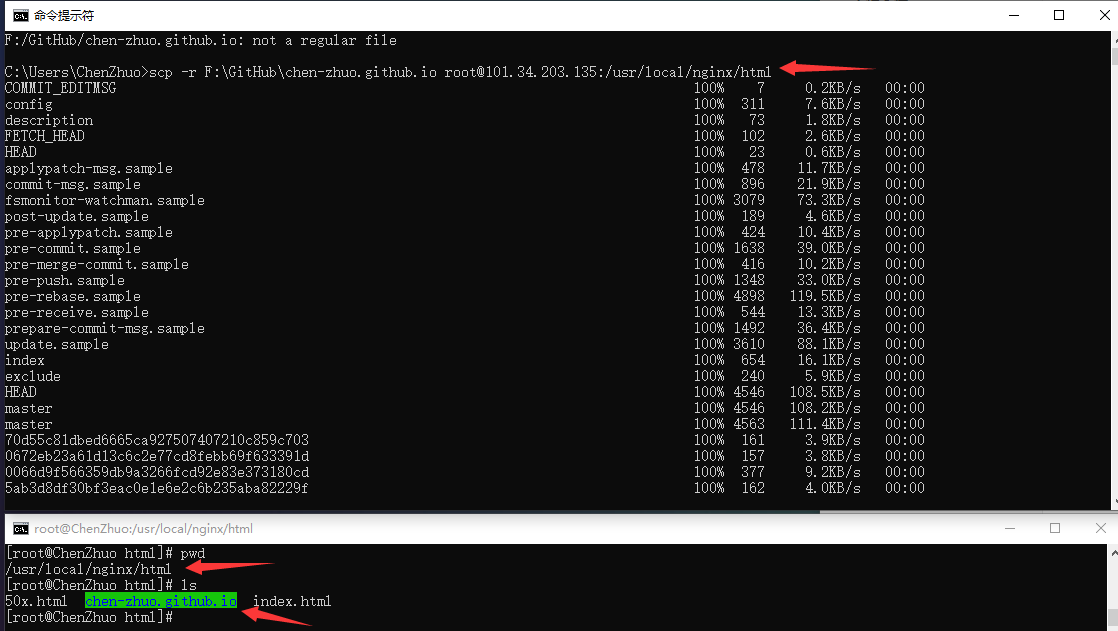 命令提示符
F:/GitHub/chen-zhuo.github.io: not a regular file
C:\Users\ChenZhuo>scp -r F:\GitHub\chen-zhuo.github.io root@101.34.203.135:/usr/local/nginx/html
COMMIT_EDITMSG 100% 7 0.2KB/s 00:00
config 100% 311 7.6KB/s 00:00
description 100% 73 1.8KB/s 00:00
FETCH_HEAD 100% 102 2.6KB/s 00:00
HEAD 100% 23 0.6KB/s 00:00
applypatch-msg.sample 100% 478 11.7KB/s 00:00
commit-msg.sample 100% 896 21.9KB/s 00:00
fsmonitor-watchman.sample 100% 3079 73.3KB/s 00:00
post-update.sample 100% 189 4.6KB/s 00:00
pre-applypatch.sample 100% 424 10.4KB/s 00:00
pre-commit.sample 100% 1638 39.0KB/s 00:00
pre-merge-commit.sample 100% 416 10.2KB/s 00:00
pre-push.sample 100% 1348 33.0KB/s 00:00
pre-rebase.sample 100% 4898 119.5KB/s 00:00
pre-receive.sample 100% 544 13.3KB/s 00:00
prepare-commit-msg.sample 100% 1492 36.4KB/s 00:00
update.sample 100% 3610 88.1KB/s 00:00
index 100% 654 16.1KB/s 00:00
exclude 100% 240 5.9KB/s 00:00
HEAD 100% 4546 108.5KB/s 00:00
master 100% 4546 108.2KB/s 00:00
master 100% 4563 111.4KB/s 00:00
70d55c81dbed6665ca927507407210c859c703 100% 161 3.9KB/s 00:00
0672eb23a61d13c6c2e77cd8febb69f633391d 100% 157 3.8KB/s 00:00
0066d9f566359db9a3266fcd92e83e373180cd 100% 377 9.2KB/s 00:00
5ab3d8df30bf3eac0e1e6e2c6b235aba82229f 100% 162 4.0KB/s 00:00
root@ChenZhuo:/usr/local/nginx/html
[root@ChenZhuo html]# pwd
/usr/local/nginx/html
[root@ChenZhuo html]# ls
50x.html chen-zhuo.github.io index.html
[root@ChenZhuo html]#